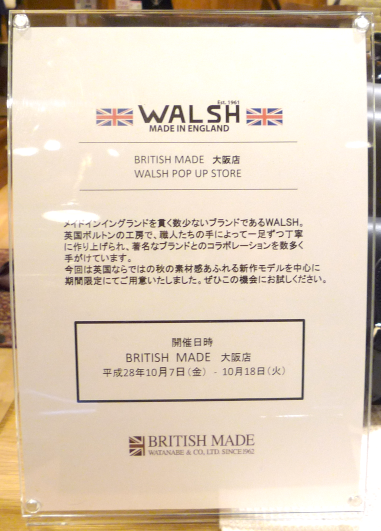 Est. 1961
WALSH
MADE IN ENGLAND
BRITISH MADE 大阪店
WALSH POP UP STORE
メイドインイングランドを貫く数少ないブランドであるWALSH。
英国ボルトンの工房で、職人たちの手によって一足ずつ丁寧
に作り上げられ、著名なブランドとのコラボレーションを数多く
手がけています。
今回は英国ならではの秋の素材感あふれる新作モデルを中心に
期間限定にてご用意いたしました。ぜひこの機会にお試しください。
開催日時
BRITISH MADE 大阪店
平成28年10月7日(金) - 10月18日(火)
BRITISH MADE
WATANABE & CO., LTD. SINCE1962